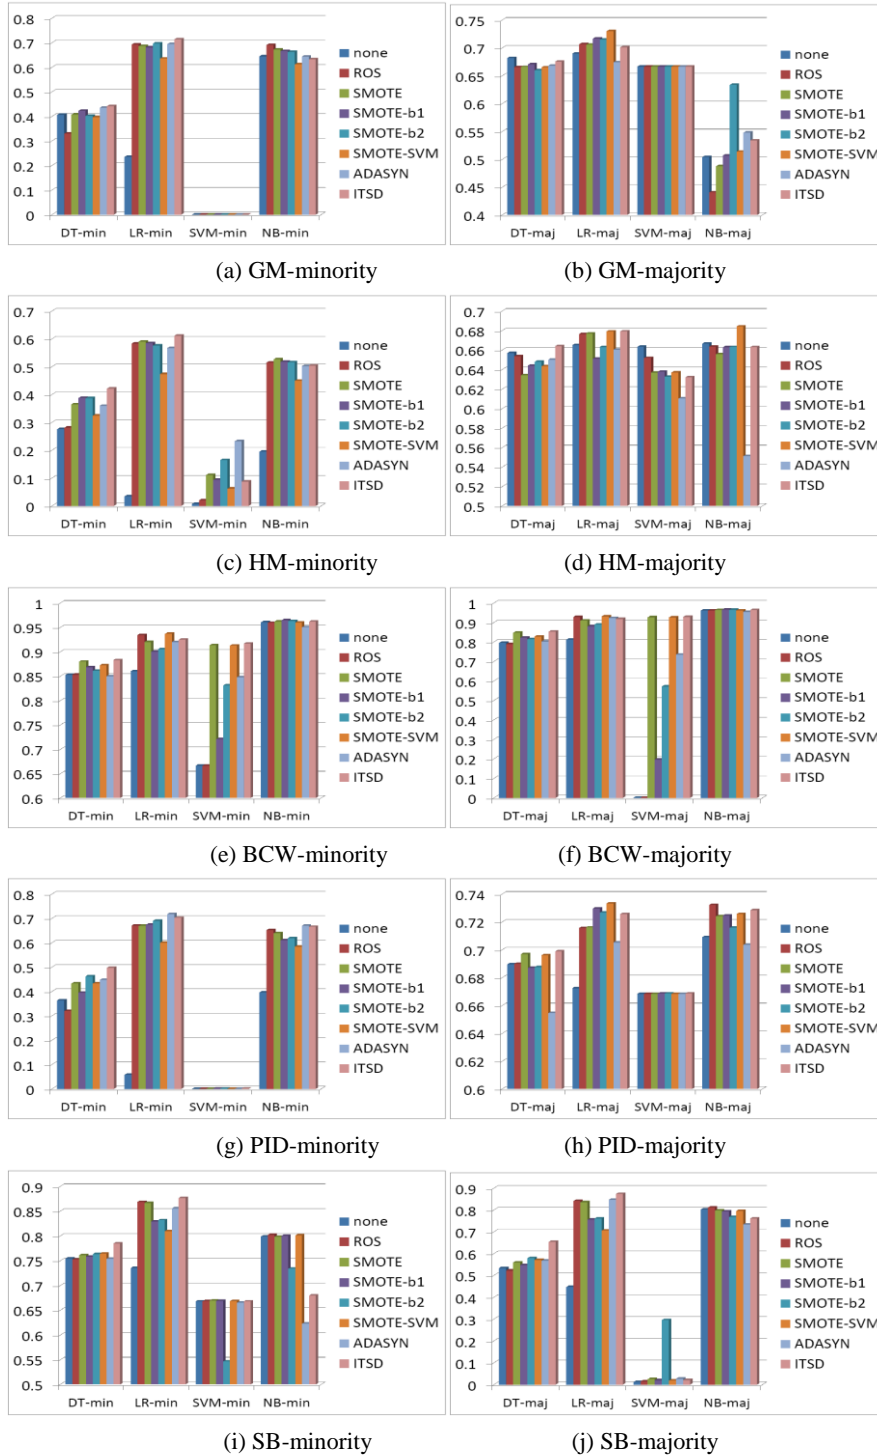 0.8
0.7
0.6
0.5
0.4
0.3
0.2
0.1
0
DT-min LR-min SVM-min NB-min
none
ROS
SMOTE
SMOTE-b1
SMOTE-b2
SMOTE-SVM
ADASYN
ITSD
(a) GM-minority
0.75
0.7
0.65
0.6
0.55
0.5
0.45
0.4
DT-maj LR-maj SVM-maj NB-maj
none
ROS
SMOTE
SMOTE-b1
SMOTE-b2
SMOTE-SVM
ADASYN
ITSD
(b) GM-majority
0.7
0.6
0.5
0.4
0.3
0.2
0.1
0
DT-min LR-min SVM-min NB-min
none
ROS
SMOTE
SMOTE-b1
SMOTE-b2
SMOTE-SVM
ADASYN
ITSD
(c) HM-minority
0.7
0.68
0.66
0.64
0.62
0.6
0.58
0.56
0.54
0.52
0.5
DT-maj LR-maj SVM-maj NB-maj
none
ROS
SMOTE
SMOTE-b1
SMOTE-b2
SMOTE-SVM
ADASYN
ITSD
(d) HM-majority
1
0.95
0.9
0.85
0.8
0.75
0.7
0.65
0.6
DT-min LR-min SVM-min NB-min
none
ROS
SMOTE
SMOTE-b1
SMOTE-b2
SMOTE-SVM
ADASYN
ITSD
(e) BCW-minority
1
0.9
0.8
0.7
0.6
0.5
0.4
0.3
0.2
0.1
0
DT-maj LR-maj SVM-maj NB-maj
none
ROS
SMOTE
SMOTE-b1
SMOTE-b2
SMOTE-SVM
ADASYN
ITSD
(f) BCW-majority
0.8
0.7
0.6
0.5
0.4
0.3
0.2
0.1
0
DT-min LR-min SVM-min NB-min
none
ROS
SMOTE
SMOTE-b1
SMOTE-b2
SMOTE-SVM
ADASYN
ITSD
(g) PID-minority
0.74
0.72
0.7
0.68
0.66
0.64
0.62
0.6
DT-maj LR-maj SVM-maj NB-maj
none
ROS
SMOTE
SMOTE-b1
SMOTE-b2
SMOTE-SVM
ADASYN
ITSD
(h) PID-majority
0.9
0.85
0.8
0.75
0.7
0.65
0.6
0.55
0.5
DT-min LR-min SVM-min NB-min
none
ROS
SMOTE
SMOTE-b1
SMOTE-b2
SMOTE-SVM
ADASYN
ITSD
(i) SB-minority
0.9
0.8
0.7
0.6
0.5
0.4
0.3
0.2
0.1
0
DT-maj LR-maj SVM-maj NB-maj
none
ROS
SMOTE
SMOTE-b1
SMOTE-b2
SMOTE-SVM
ADASYN
ITSD
(j) SB-majority